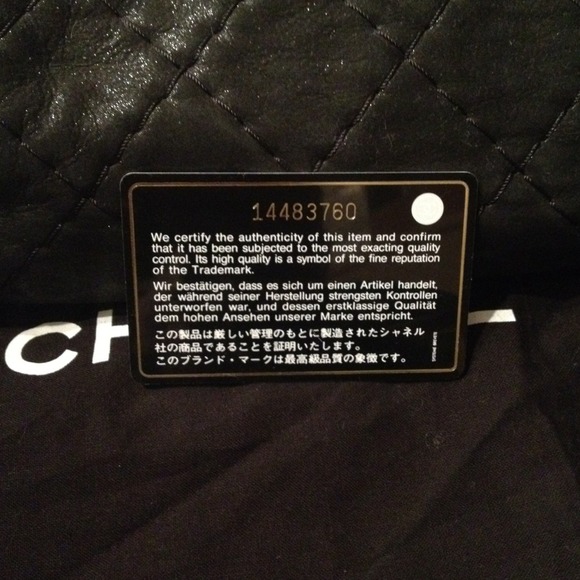 14483760
We certify the authenticity of this item and confirm
that it has been subjected to the most exacting quality
control. Its high quality is a symbol of the fine reputation
of the Trademark.
Wir bestätigen, dass es sich um einen Artikel handelt,
der während seiner Herstellung strengsten Kontrollen
unterworfen war, und dessen erstklassige Qualität
dem hohen Ansehen unserer Marke entspricht.
この製品は厳しい管理のもとに製造されたシャネル
社の商品であることを証明いたします。
このブランド・マークは最高級品質の象徴です。
CH